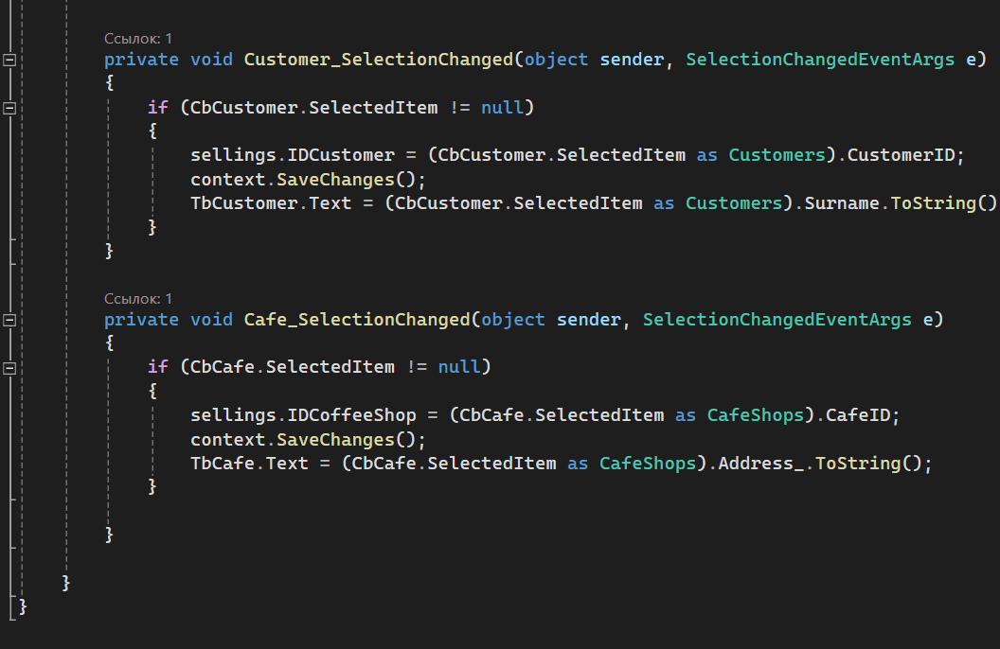 Ссылок: 1
private void Customer_SelectionChanged(object sender, SelectionChangedEventArgs e)
{
if (CbCustomer.SelectedItem != null)
{
sellings.IDCustomer = (CbCustomer.SelectedItem as Customers).CustomerID;
context.SaveChanges();
TbCustomer.Text = (CbCustomer.SelectedItem as Customers).Surname.ToString()
}
}
Ссылок: 1
private void Cafe_SelectionChanged(object sender, SelectionChangedEventArgs e)
{
if (CbCafe.SelectedItem != null)
{
sellings.IDCoffeeShop = (CbCafe.SelectedItem as CafeShops).CafeID;
context.SaveChanges();
TbCafe.Text = (CbCafe.SelectedItem as CafeShops).Address_.ToString();
}
}
}
}